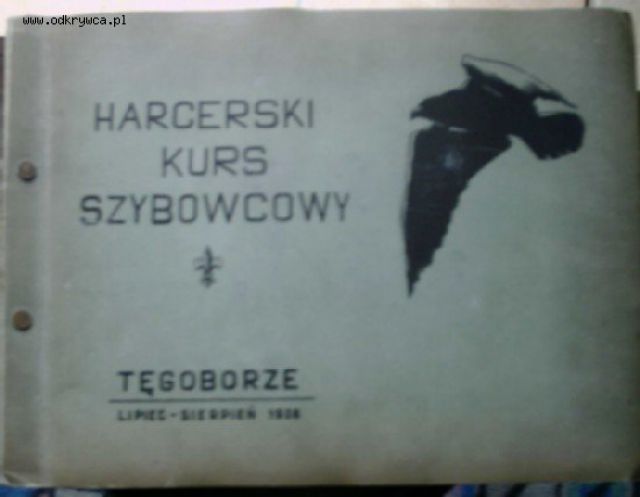 www.odkrywca.pl
HARCERSKI
KURS
SZYBOWCOWY
TĘGOBORZE
LIPIEC-SIERPIEŃ